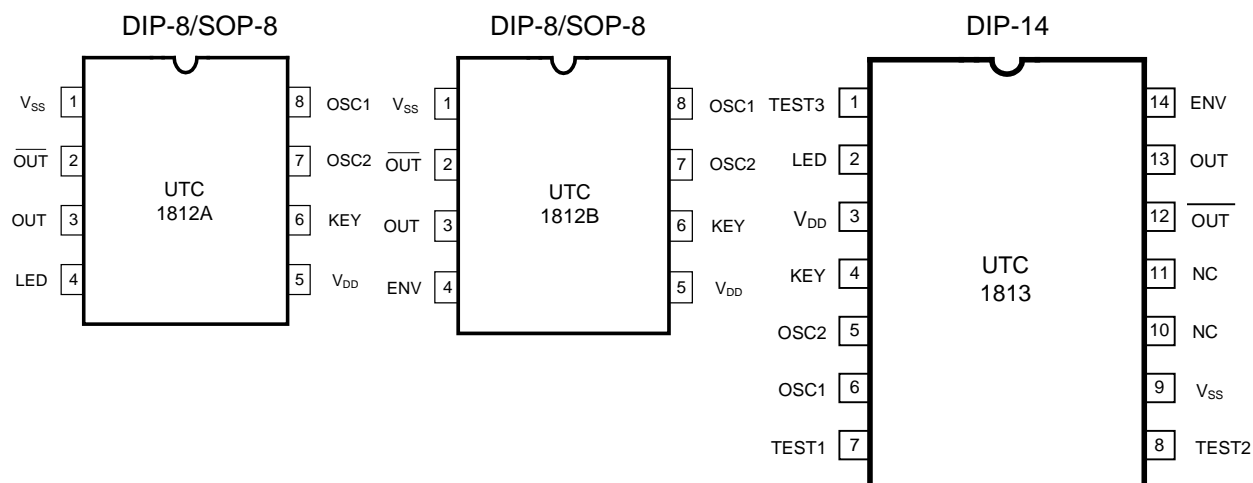 DIP-8/SOP-8
VSS 1 8 OSC1
OUT 2 7 OSC2
UTC
1812A
OUT 3 6 KEY
LED 4 5 VDD
DIP-8/SOP-8
VSS 1 8 OSC1
OUT 2 7 OSC2
UTC
1812B
OUT 3 6 KEY
ENV 4 5 VDD
DIP-14
TEST3 1 14 ENV
LED 2 13 OUT
VDD 3 12 OUT
UTC
1813
KEY 4 11 NC
OSC2 5 10 NC
OSC1 6 9 VSS
TEST1 7 8 TEST2